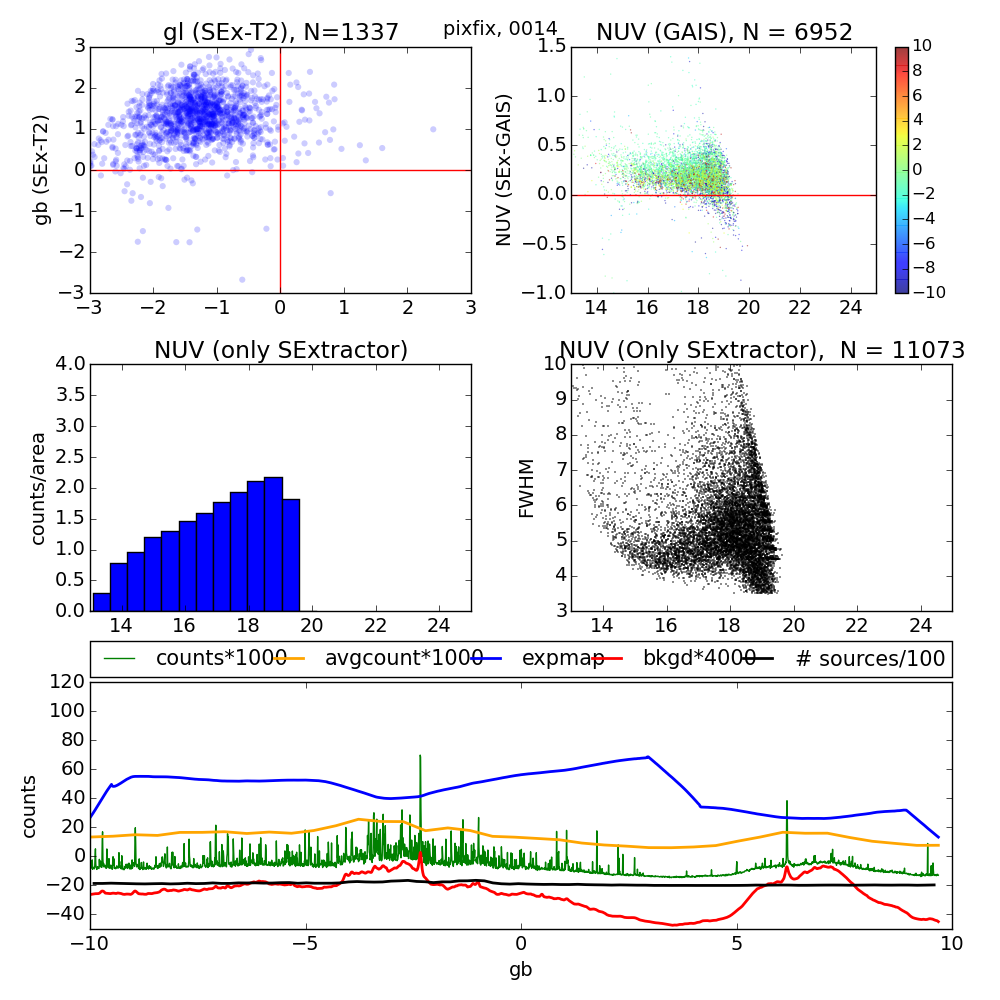 pixfix, 0014
gl (SEx-T2), N=1337
gb (SEx-T2)
3
2
1
0
−1
−2
−3
−3 −2 −1 0 1 2 3
NUV (GAIS), N = 6952
NUV (SEx-GAIS)
1.5
1.0
0.5
0.0
−0.5
−1.0
14 16 18 20 22 24
10
8
6
4
2
0
−2
−4
−6
−8
−10
NUV (only SExtractor)
counts/area
4.0
3.5
3.0
2.5
2.0
1.5
1.0
0.5
0.0
14 16 18 20 22 24
NUV (Only SExtractor), N = 11073
FWHM
10
9
8
7
6
5
4
3
14 16 18 20 22 24
counts*1000 avgcount*1000 expmap bkgd*4000 # sources/100
counts
120
100
80
60
40
20
0
−20
−40
−10 −5 0 5 10
gb